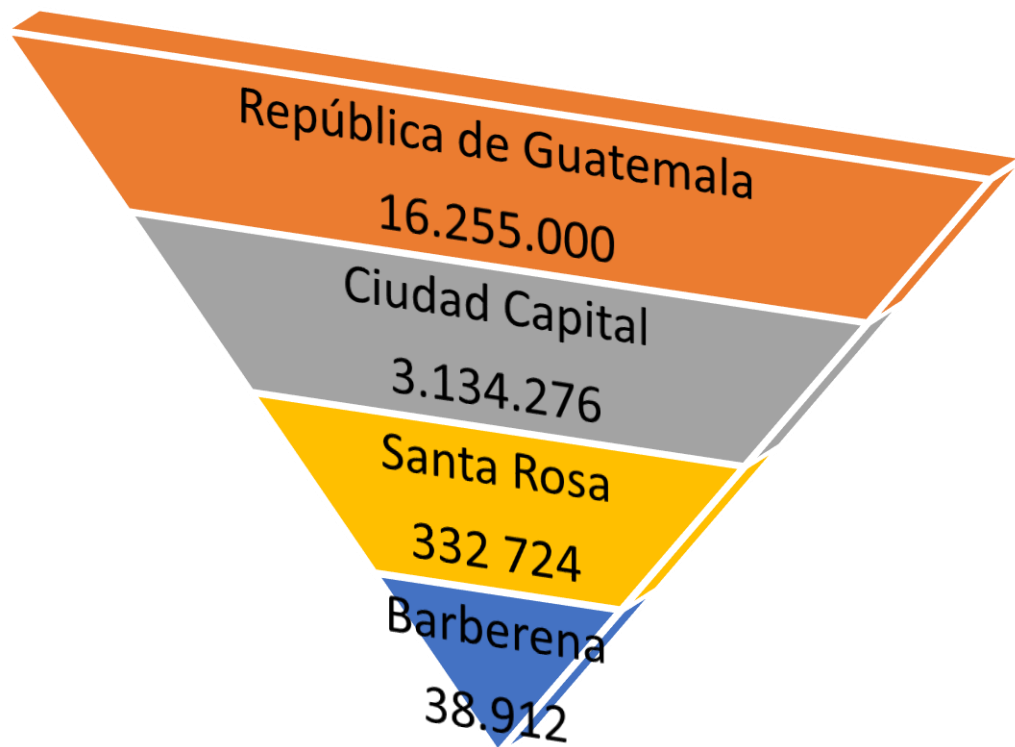 República de Guatemala
16.255.000
Ciudad Capital
3.134.276
Santa Rosa
332 724
Barberena
38.912